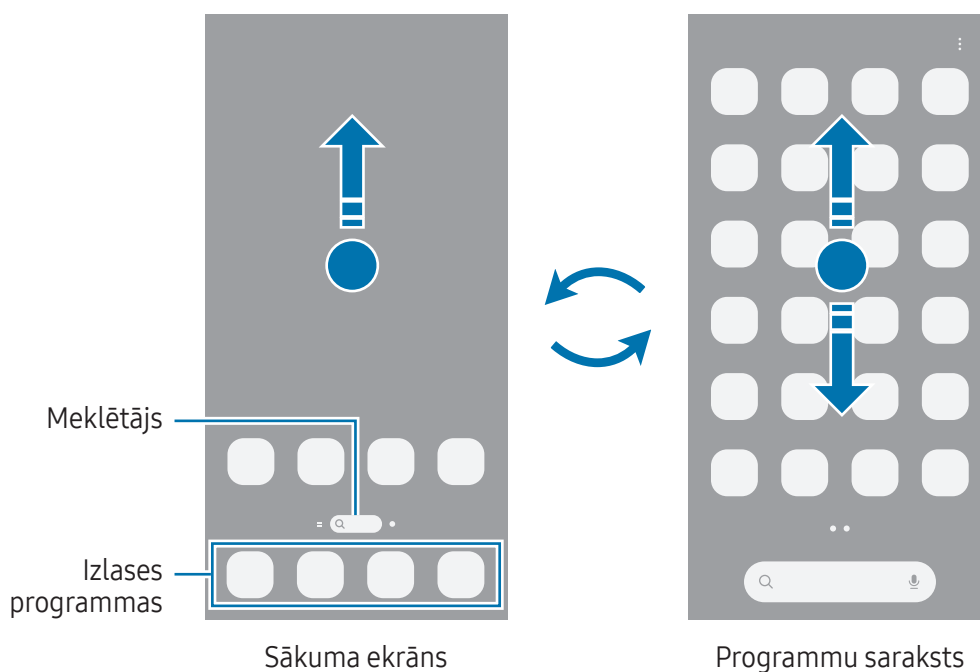 Meklētājs
Izlases
programmas
Sākuma ekrāns
Programmu saraksts